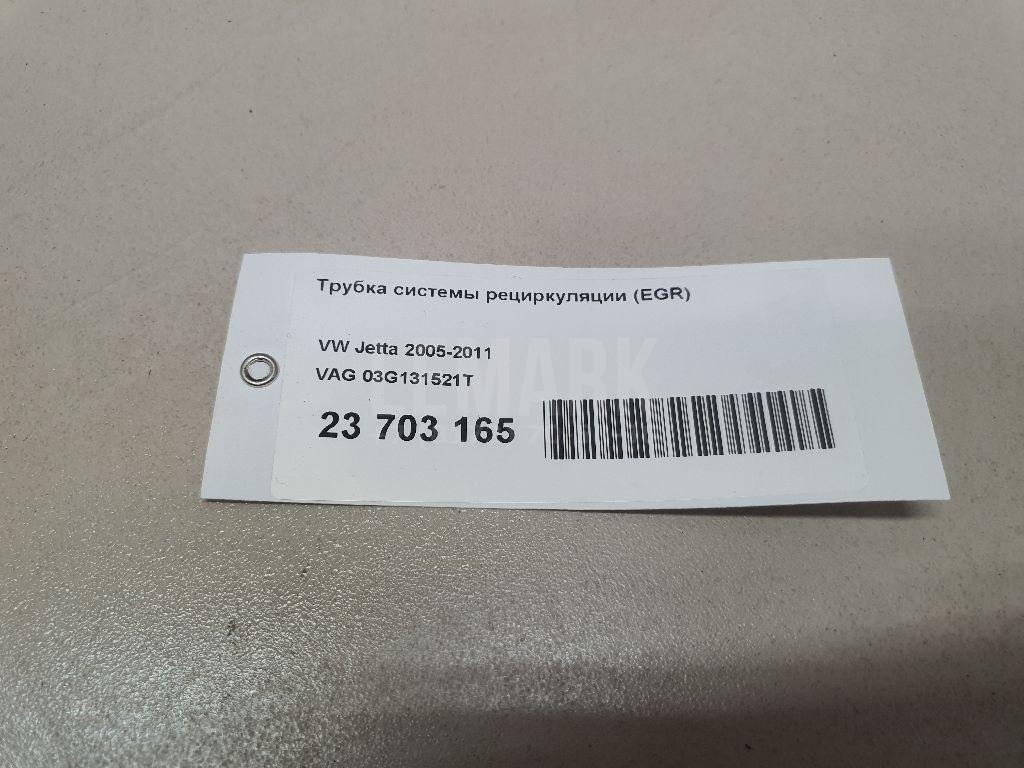 Трубка системы рециркуляции (EGR)
VW Jetta 2005-2011
VAG 03G131521T
23 703 165